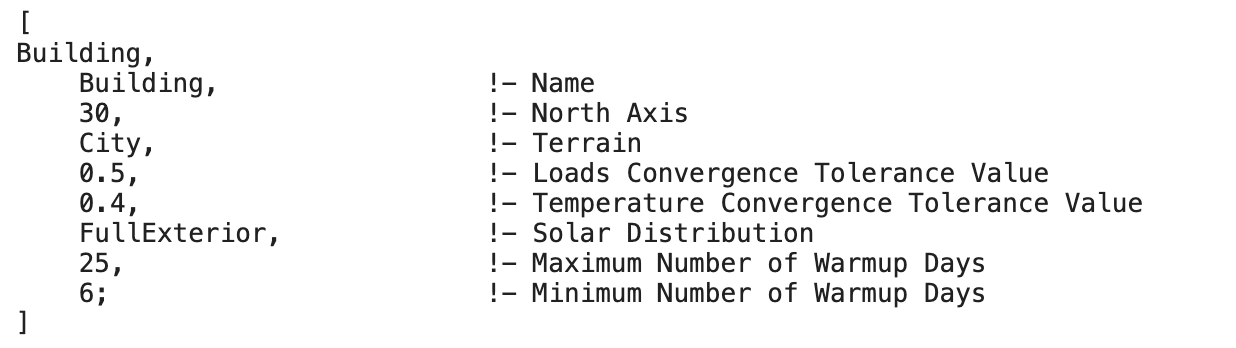 [
Building,
    Building,                 !- Name
    30,                       !- North Axis
    City,                     !- Terrain
    0.5,                      !- Loads Convergence Tolerance Value
    0.4,                      !- Temperature Convergence Tolerance Value
    FullExterior,             !- Solar Distribution
    25,                       !- Maximum Number of Warmup Days
    6;                        !- Minimum Number of Warmup Days
]